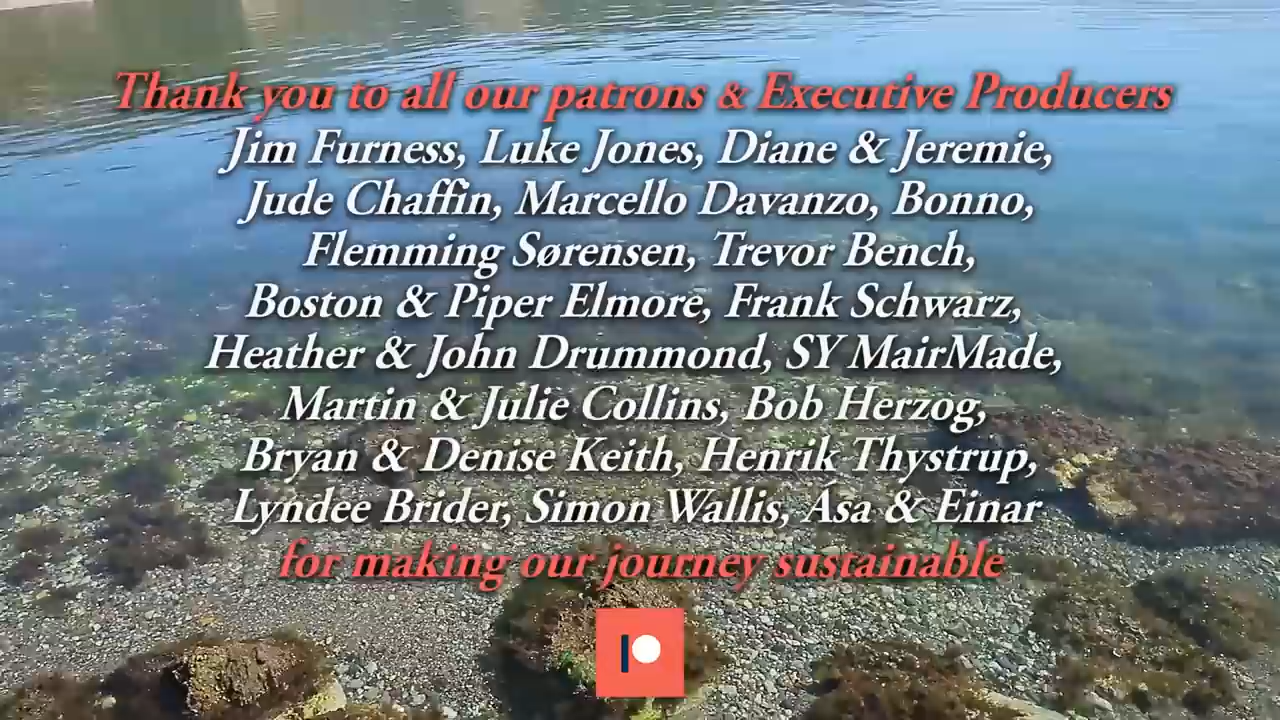 Thank you to all our patrons & Executive Producers
Jim Furness, Luke Jones, Diane & Jeremie,
Jude Chaffin, Marcello Davanzo, Bonno,
Flemming Sørensen, Trevor Bench,
Boston & Piper Elmore, Frank Schwarz,
Heather & John Drummond, SY MairMade,
Martin & Julie Collins, Bob Herzog,
Bryan & Denise Keith, Henrik Thystrup,
Lyndee Brider, Simon Wallis, Ása & Einar
for making our journey sustainable